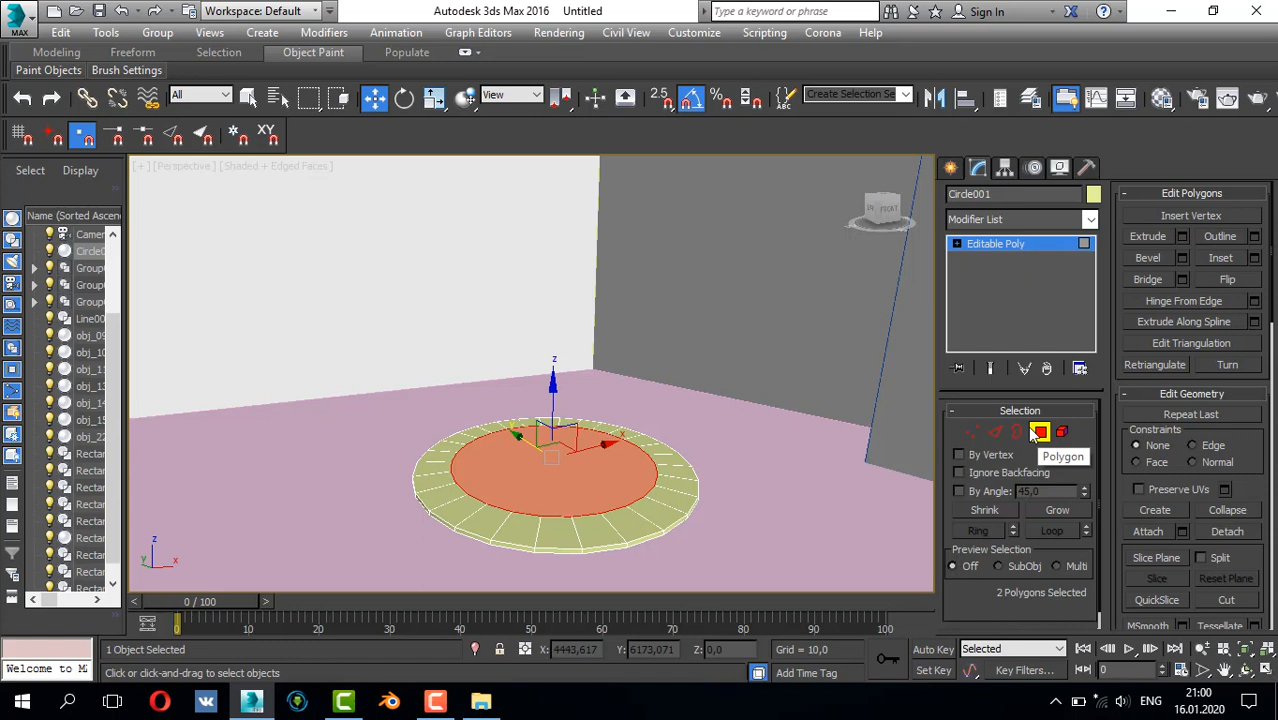 MAX
Workspace: Default
Autodesk 3ds Max 2016
Untitled
Type a keyword or phrase
Sign In
Edit Tools Group Views Create Modifiers Animation Graph Editors Rendering Civil View Customize Scripting Corona Help
Modeling Freeform Selection Object Paint Populate
Paint Objects Brush Settings
All View 2.5 Create Selection Se
XY
Select Display
[+] [Perspective] [Shaded + Edged Faces]
Name (Sorted Ascen
Camer
Circle0
Group
Group
Group
Line00
obj_09
obj_10
obj_11
obj_13
obj_14
obj_15
obj_22
Rectan
Rectan
Rectan
Rectan
Rectan
Rectan
Rectan
Rectan
FRONT
z
x
z
y
x
Circle001
Modifier List
Editable Poly
Selection
By Vertex
Polygon
Ignore Backfacing
By Angle: 45,0
Shrink Grow
Ring Loop
Preview Selection
Off SubObj Multi
2 Polygons Selected
Edit Polygons
Insert Vertex
Extrude Outline
Bevel Inset
Bridge Flip
Hinge From Edge
Extrude Along Spline
Edit Triangulation
Retriangulate Turn
Edit Geometry
Repeat Last
Constraints
None Edge
Face Normal
Preserve UVs
Create Collapse
Attach Detach
Slice Plane Split
Slice Reset Plane
QuickSlice Cut
MSmooth Tessellate
0 / 100
0 10 20 30 40 50 60 70 80 90 100
1 Object Selected
X: 4443,617 Y: 6173,071 Z: 0,0 Grid = 10,0
Auto Key Selected
Welcome to M
Click or click-and-drag to select objects
Add Time Tag
Set Key Key Filters...
0
ENG
21:00
16.01.2020